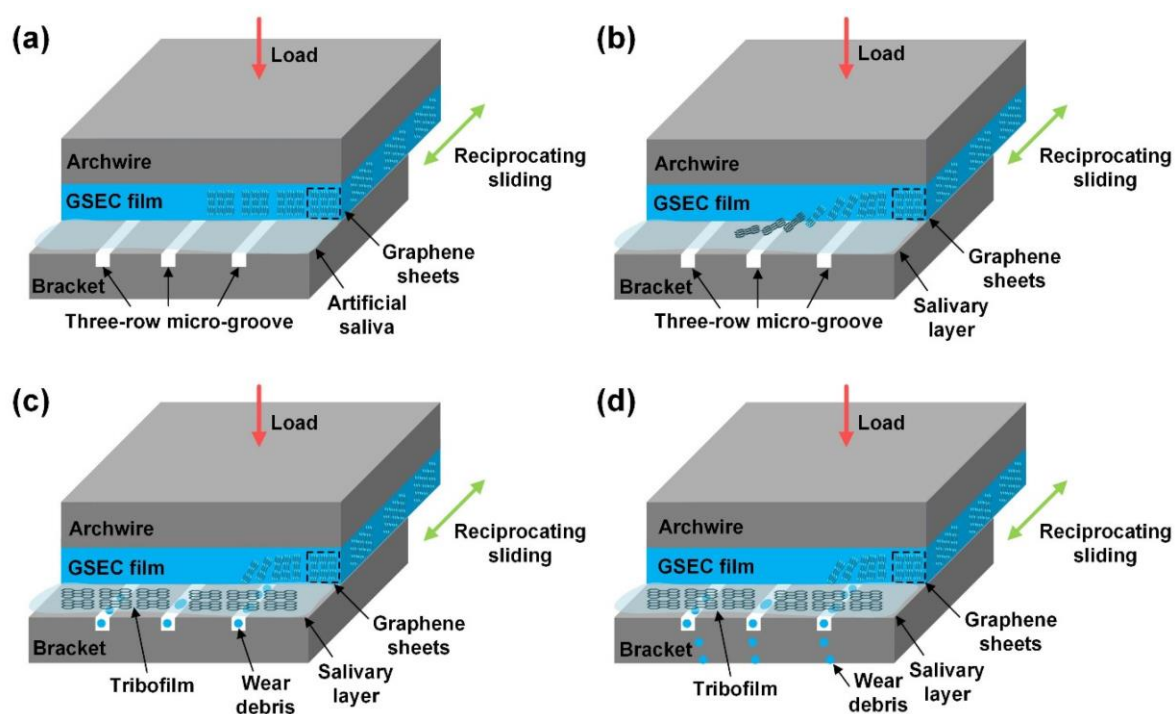 (a)
Load
Archwire
GSEC film
Reciprocating
sliding
Graphene
sheets
Bracket
Three-row micro-groove
Artificial
saliva
(b)
Load
Archwire
GSEC film
Reciprocating
sliding
Graphene
sheets
Bracket
Three-row micro-groove
Salivary
layer
(c)
Load
Archwire
GSEC film
Reciprocating
sliding
Graphene
sheets
Bracket
Tribofilm
Wear
debris
Salivary
layer
(d)
Load
Archwire
GSEC film
Reciprocating
sliding
Graphene
sheets
Bracket
Tribofilm
Wear
debris
Salivary
layer